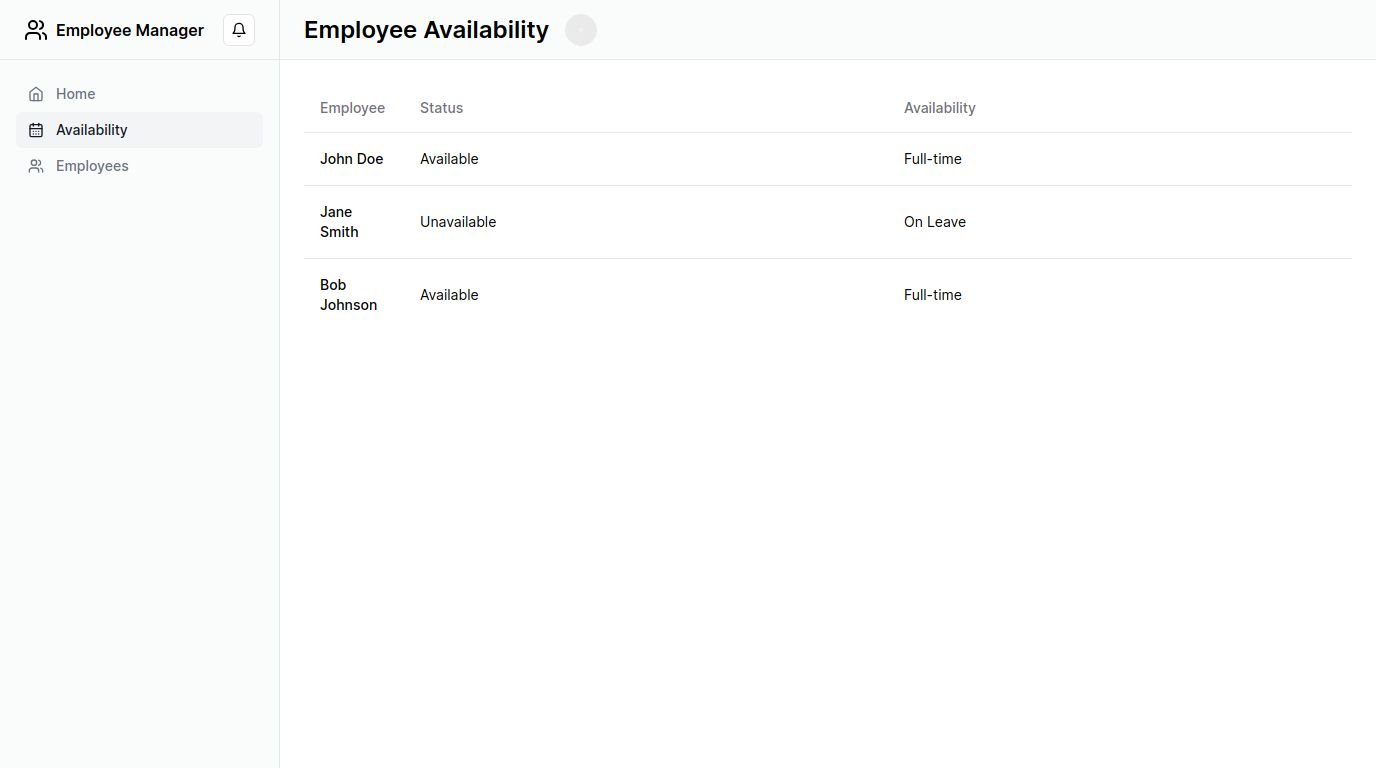 Employee Manager
Employee Availability
Home
Availability
Employees
Employee Status Availability
John Doe Available Full-time
Jane
Smith
Unavailable On Leave
Bob
Johnson
Available Full-time